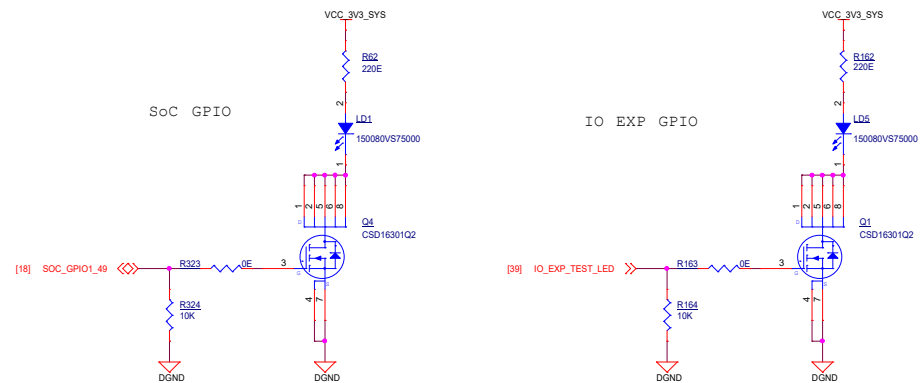 VCC_3V3_SYS
R62
220E
2
SoC GPIO
LD1
150080VS75000
1
1
2
5
6
8
Q4
CSD16301Q2
[18] SOC_GPIO1_49
R323
0E
3
4
7
R324
10K
DGND
DGND
VCC_3V3_SYS
R162
220E
2
IO EXP GPIO
LD5
150080VS75000
1
1
2
5
6
8
Q1
CSD16301Q2
[39] IO_EXP_TEST_LED
R163
0E
3
4
7
R164
10K
DGND
DGND